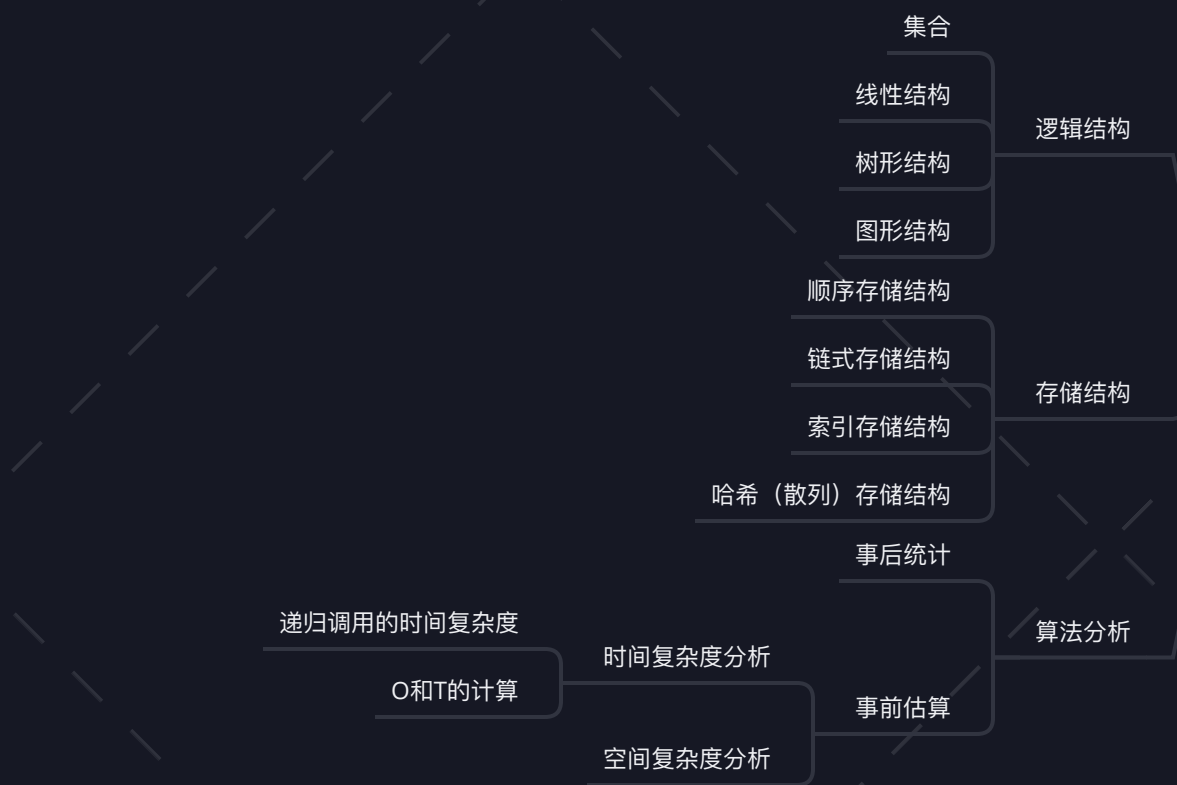 集合
线性结构
逻辑结构
树形结构
图形结构
顺序存储结构
链式存储结构
存储结构
索引存储结构
哈希（散列）存储结构
事后统计
递归调用的时间复杂度
算法分析
时间复杂度分析
O和T的计算
事前估算
空间复杂度分析